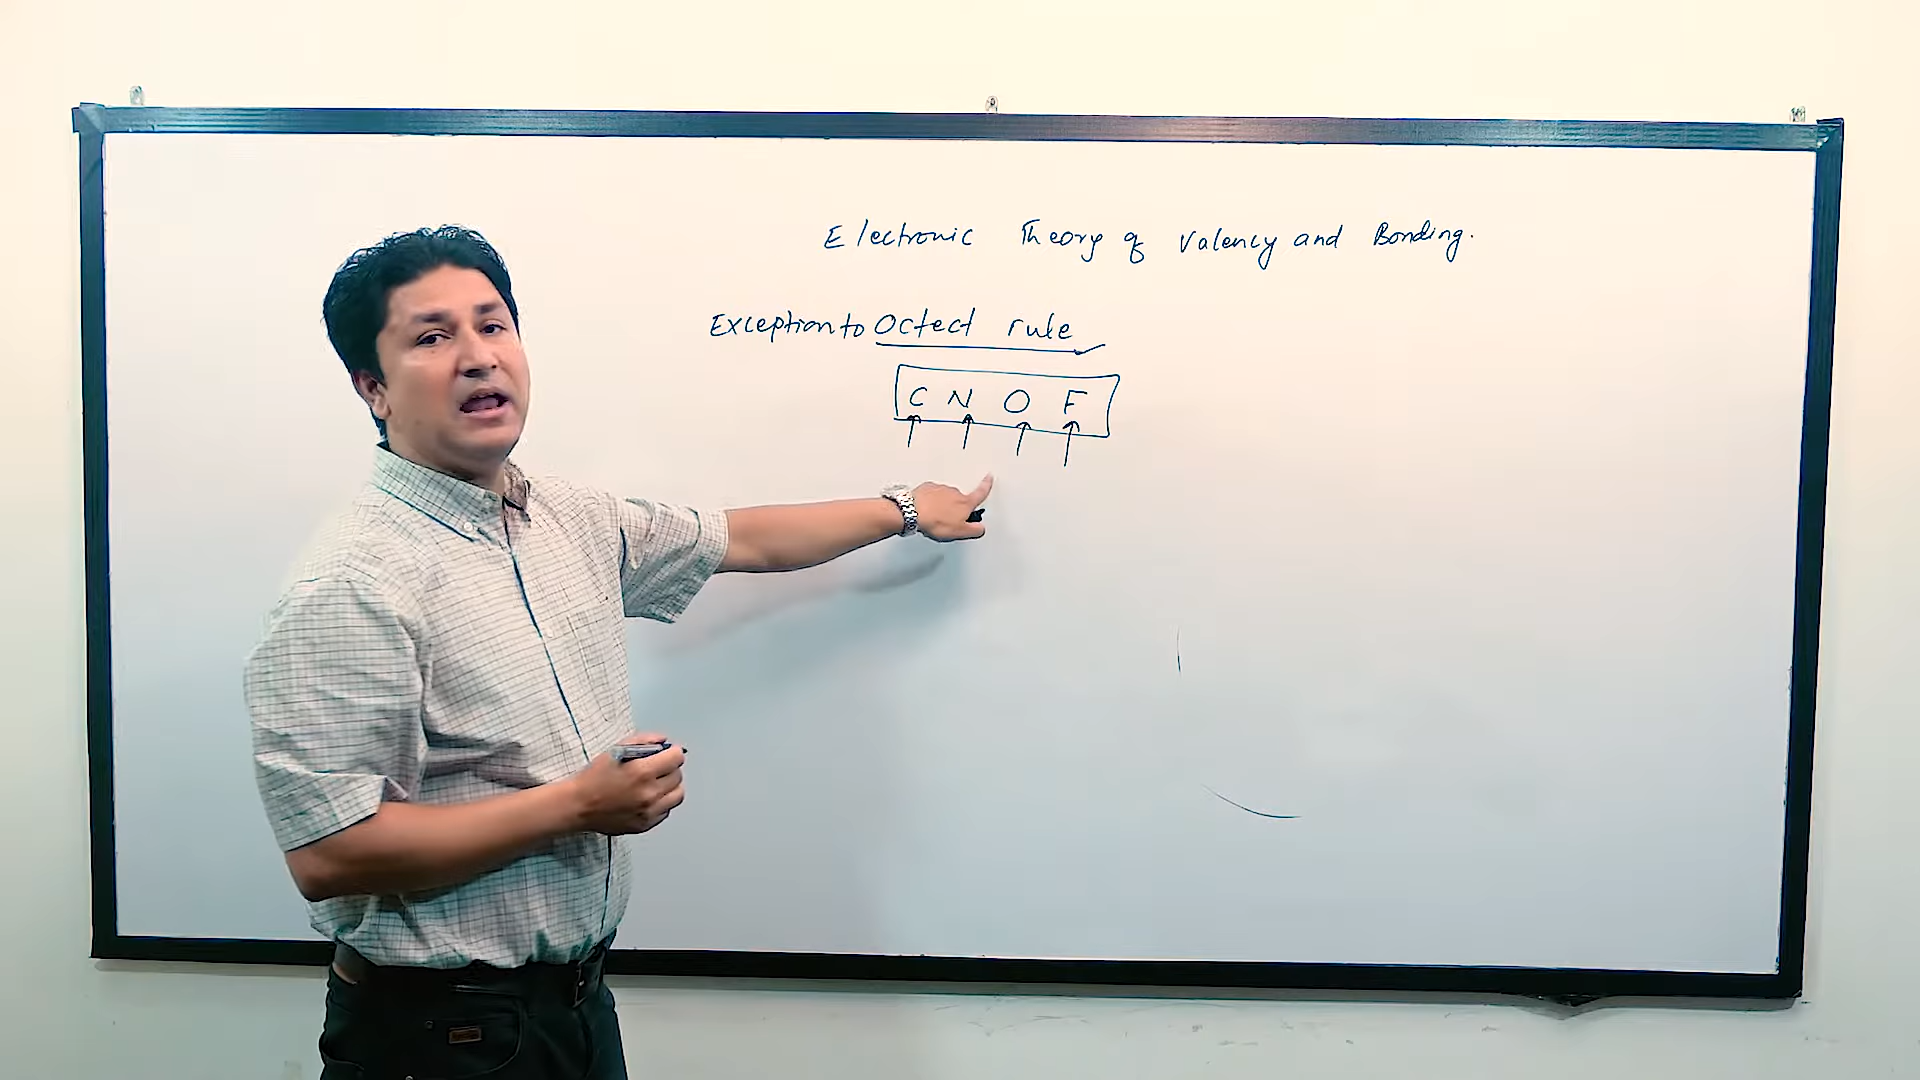 Electronic Theory of Valency and Bonding.
Exception to Octect rule
C N O F